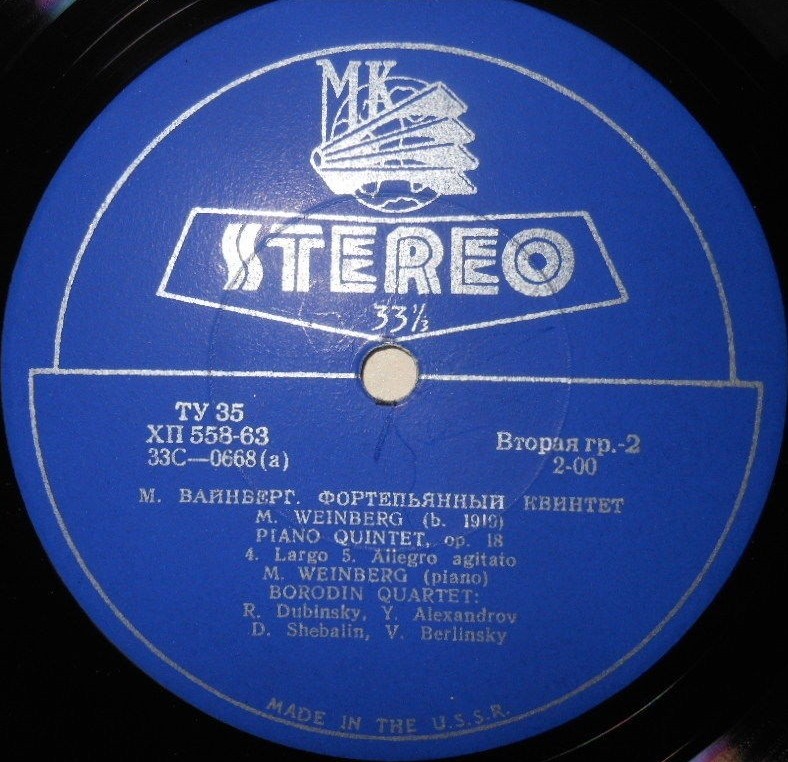 МК
STEREO
33⅓
ТУ 35
ХП 558-63
33С—0668(а)
Вторая гр.-2
2-00
М. ВАЙНБЕРГ. ФОРТЕПЬЯННЫЙ КВИНТЕТ
M. WEINBERG (b. 1919)
PIANO QUINTET, op. 18
4. Largo 5. Allegro agitato
M. WEINBERG (piano)
BORODIN QUARTET:
R. Dubinsky, Y. Alexandrov
D. Shebalin, V. Berlinsky
MADE IN THE U.S.S.R.